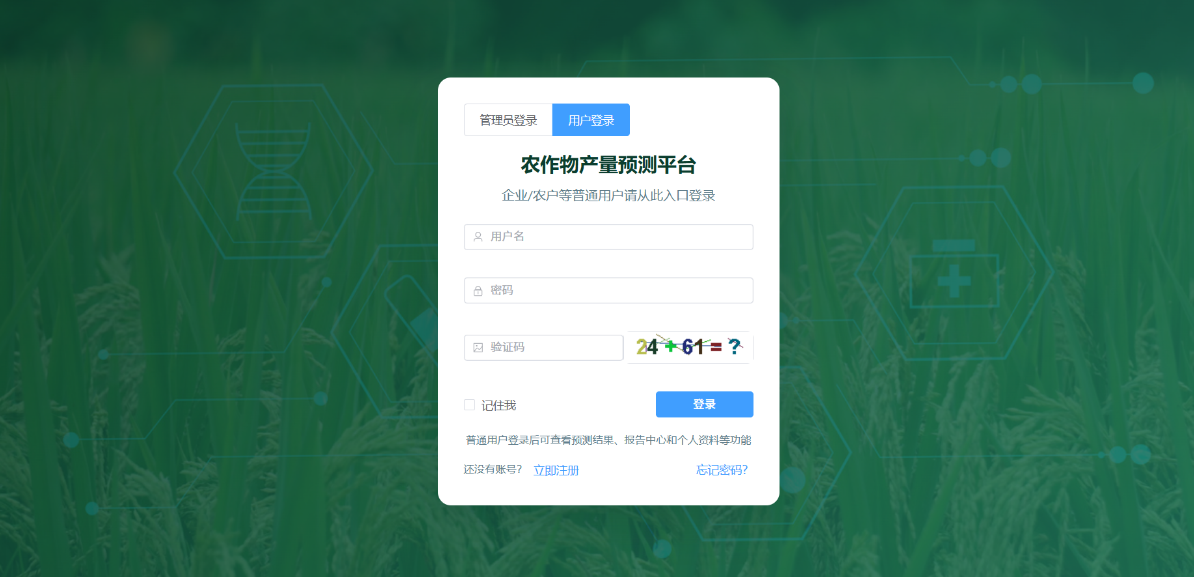 管理员登录 用户登录
农作物产量预测平台
企业/农户等普通用户请从此入口登录
用户名
密码
验证码 24+61=?
记住我 登录
普通用户登录后可查看预测结果、报告中心和个人资料等功能
还没有账号? 立即注册 忘记密码?